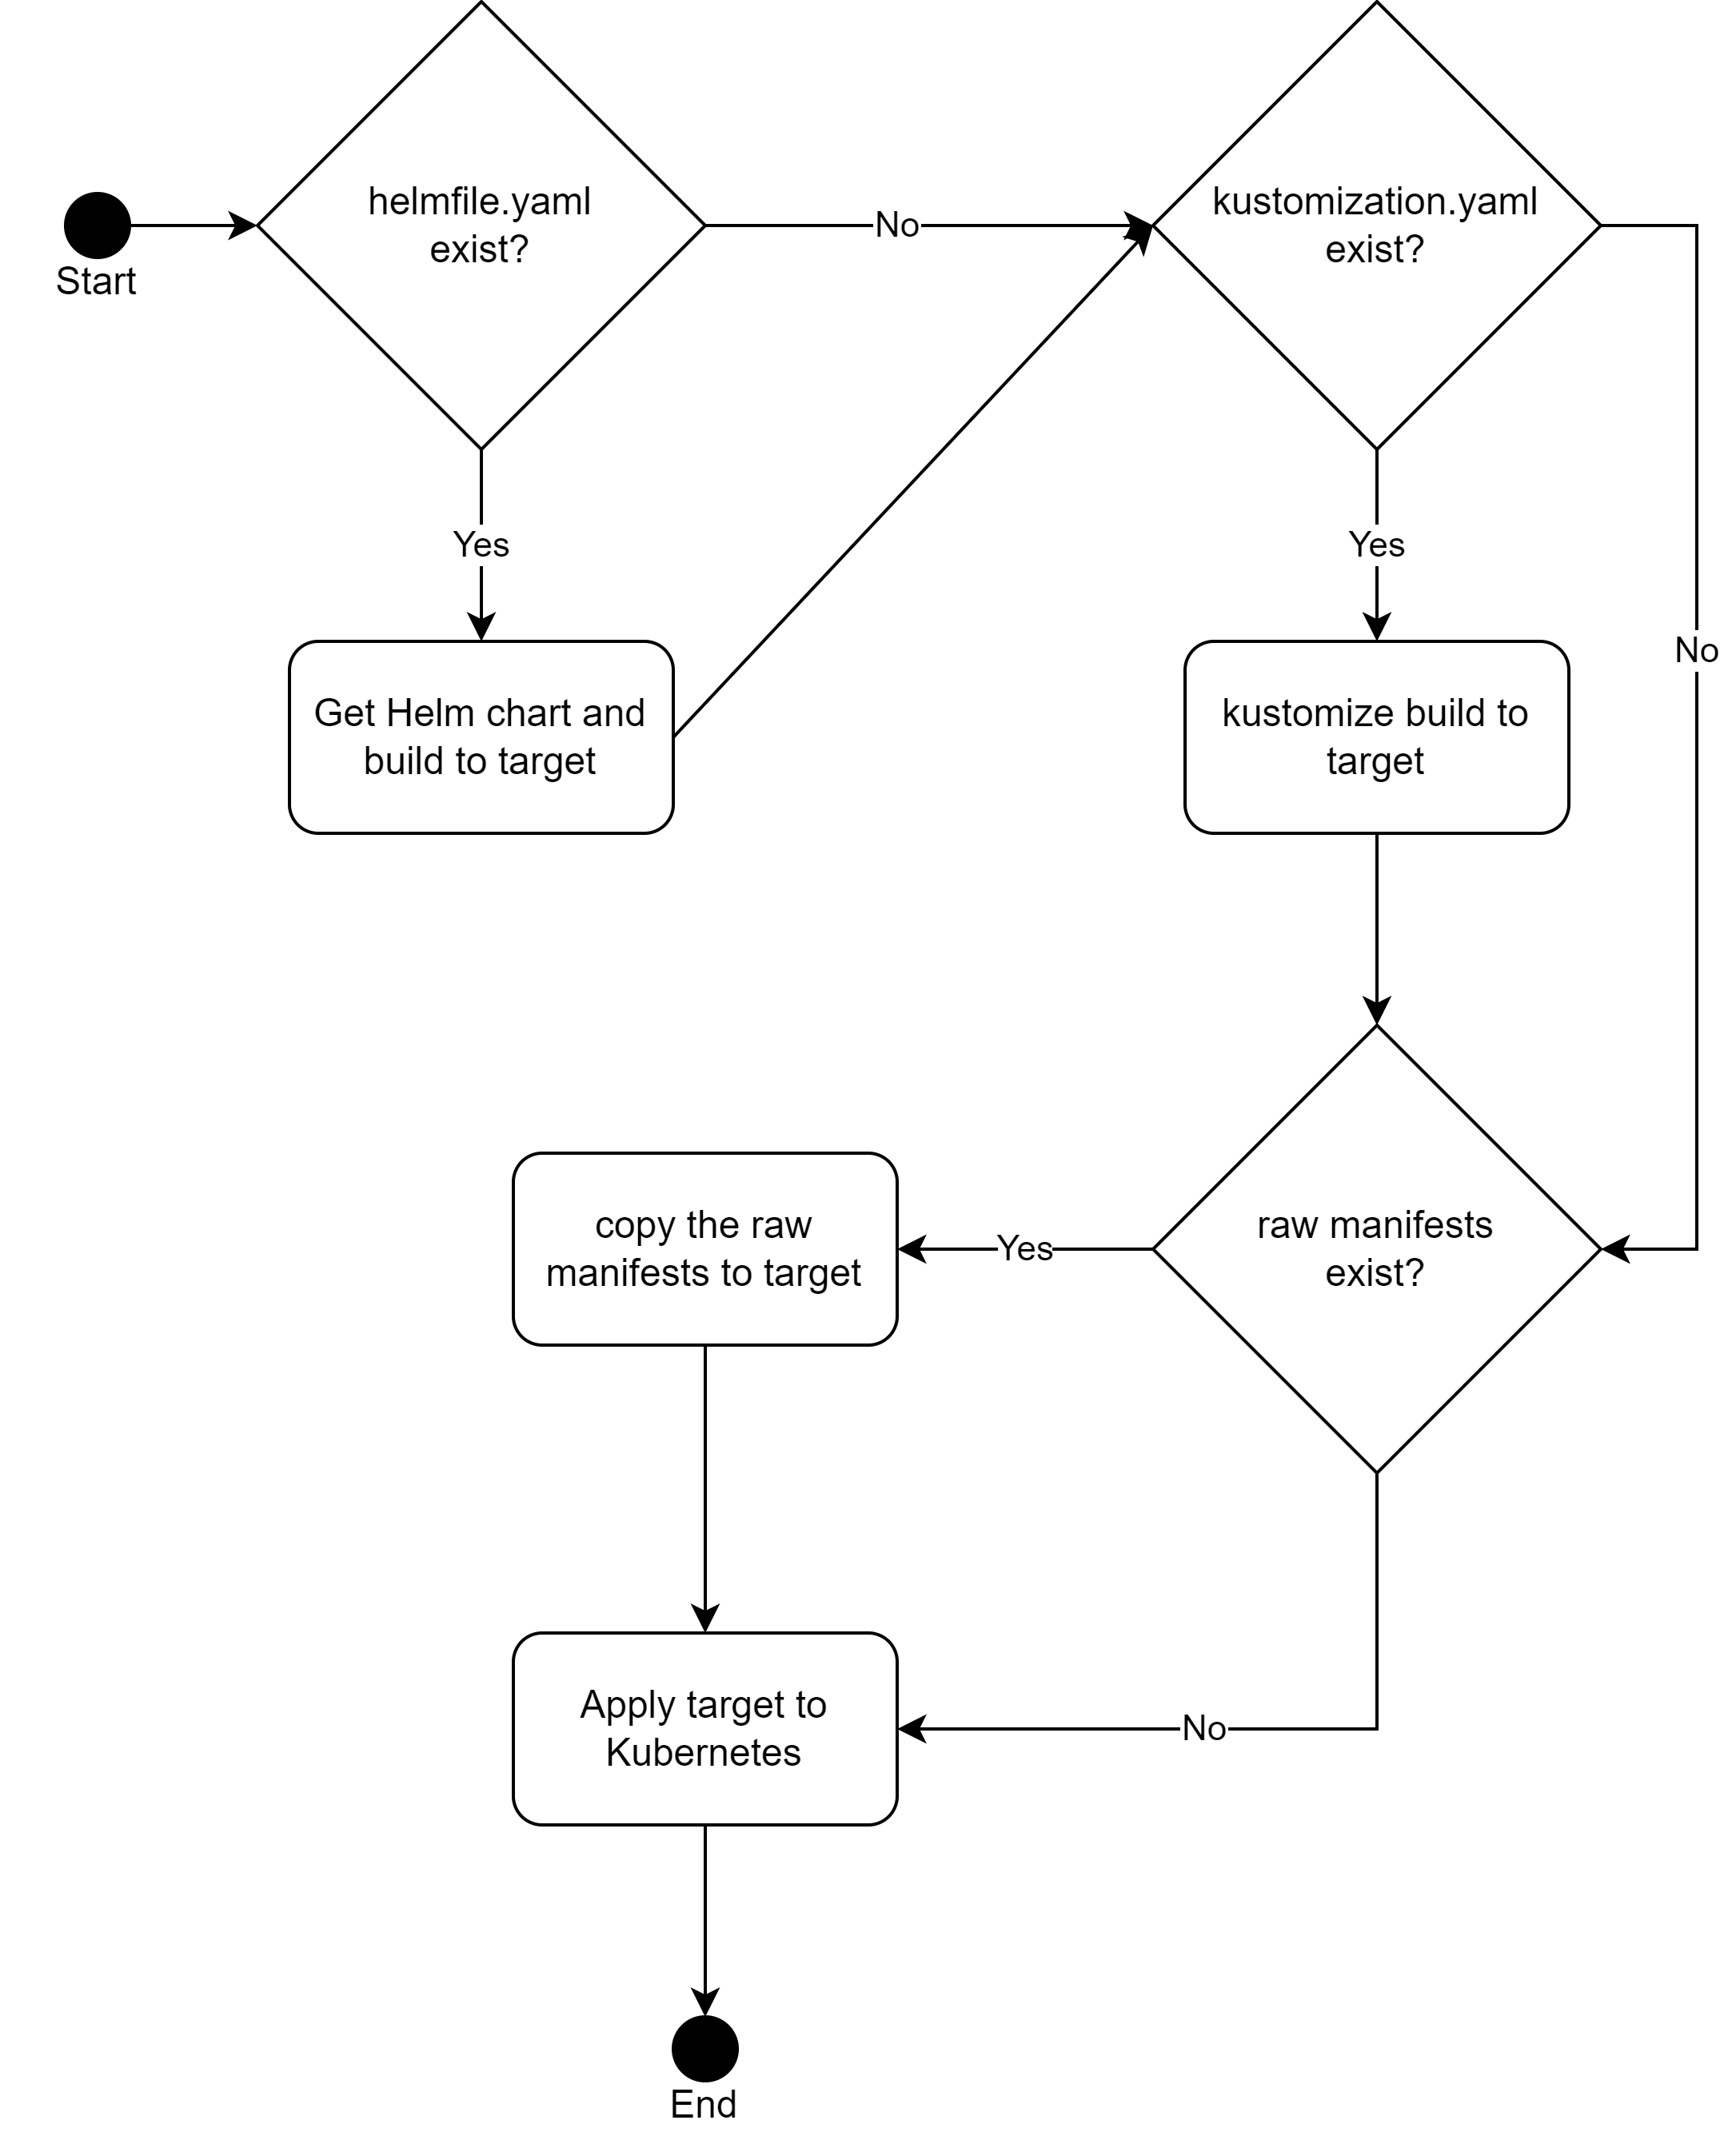 helmfile.yaml
exist?
No
kustomization.yaml
exist?
Start
Yes
Yes
No
Get Helm chart and
build to target
kustomize build to
target
copy the raw
manifests to target
Yes
raw manifests
exist?
Apply target to
Kubernetes
No
End